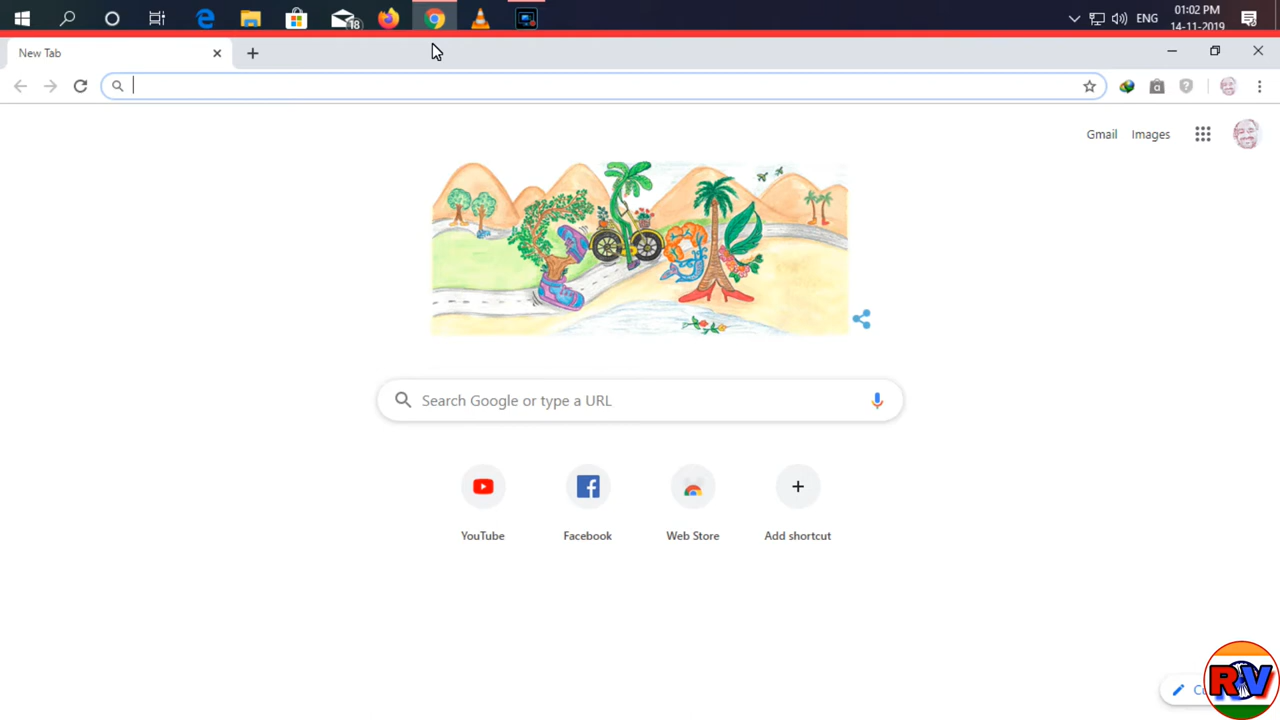 18
ENG
01:02 PM
14-11-2019
New Tab
Gmail
Images
Search Google or type a URL
YouTube
Facebook
Web Store
Add shortcut
RV